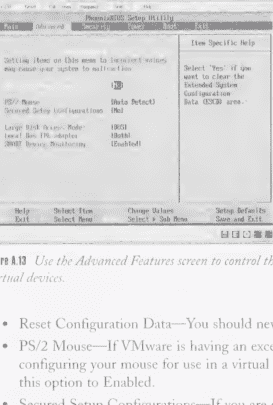 PhoenixBIOS Setup Utility
Main Advanced Security Power Boot Exit
Item Specific Help
Setting items on this menu to incorrect values
may cause your system to malfunction
Select 'Yes' if you
want to clear the
Extended System
Configuration
Data (ESCD) area.
PS/2 Mouse [Auto Detect]
Secured Setup Configurations [No]
Large Disk Access Mode: [DOS]
Local Bus IDE adapter [Both]
SMART Device Monitoring [Enabled]
Help Select Item Change Values Setup Defaults
Exit Select Menu Select Sub Menu Save and Exit
re A.13 Use the Advanced Features screen to control th
rtual devices.
• Reset Configuration Data—You should nev
• PS/2 Mouse—If VMware is having an exce
configuring your mouse for use in a virtual
this option to Enabled.
• Secured Setup Configurations—If you are